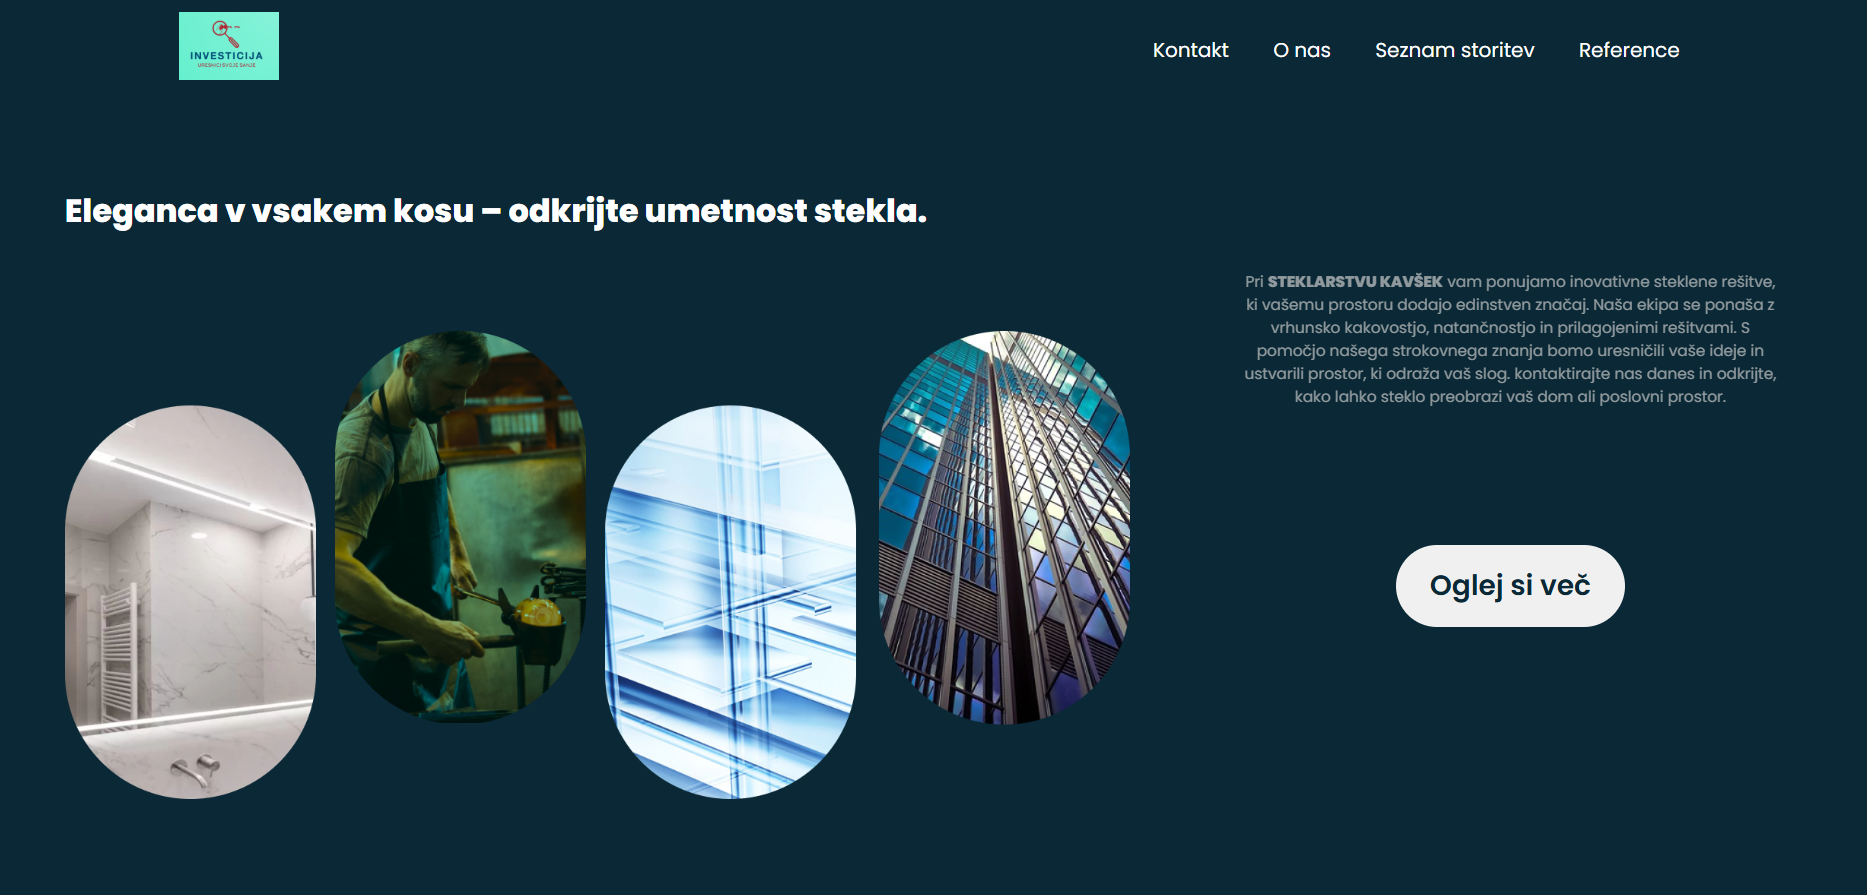 INVESTICIJA
URESNIČI SVOJE SANJE
Kontakt O nas Seznam storitev Reference
Eleganca v vsakem kosu – odkrijte umetnost stekla.
Pri STEKLARSTVU KAVŠEK vam ponujamo inovativne steklene rešitve,
ki vašemu prostoru dodajo edinstven značaj. Naša ekipa se ponaša z
vrhunsko kakovostjo, natančnostjo in prilagojenimi rešitvami. S
pomočjo našega strokovnega znanja bomo uresničili vaše ideje in
ustvarili prostor, ki odraža vaš slog. kontaktirajte nas danes in odkrijte,
kako lahko steklo preobrazi vaš dom ali poslovni prostor.
Oglej si več